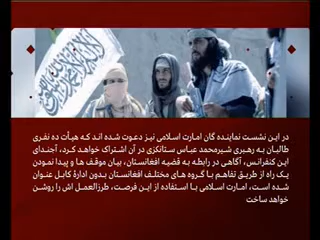 در این نشست نماینده گان امارت اسلامی نیز دعوت شده اند که هیأت ده نفری
طالبان به رهبری شیرمحمد عباس ستانکزی در آن اشتراک خواهد کرد، آجندای
این کنفرانس، آگاهی در رابطه به قضیه افغانستان، بیان موقف ها و پیدا نمودن
یک راه از طریق تفاهم با گروه های مختلف افغانستان بدون ادارهٔ کابل عنوان
شده است، امارت اسلامی با استفاده از این فرصت، طرزالعمل اش را روشن
خواهد ساخت